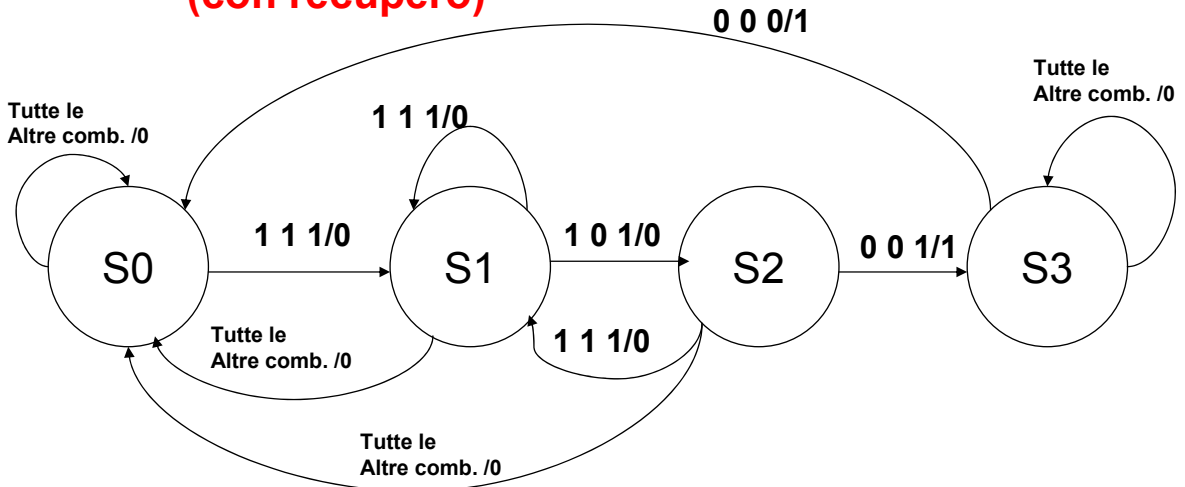 (con recupero)
0 0 0/1
Tutte le
Altre comb. /0
Tutte le
Altre comb. /0
1 1 1/0
1 1 1/0
1 0 1/0
0 0 1/1
S0
S1
S2
S3
Tutte le
Altre comb. /0
1 1 1/0
Tutte le
Altre comb. /0